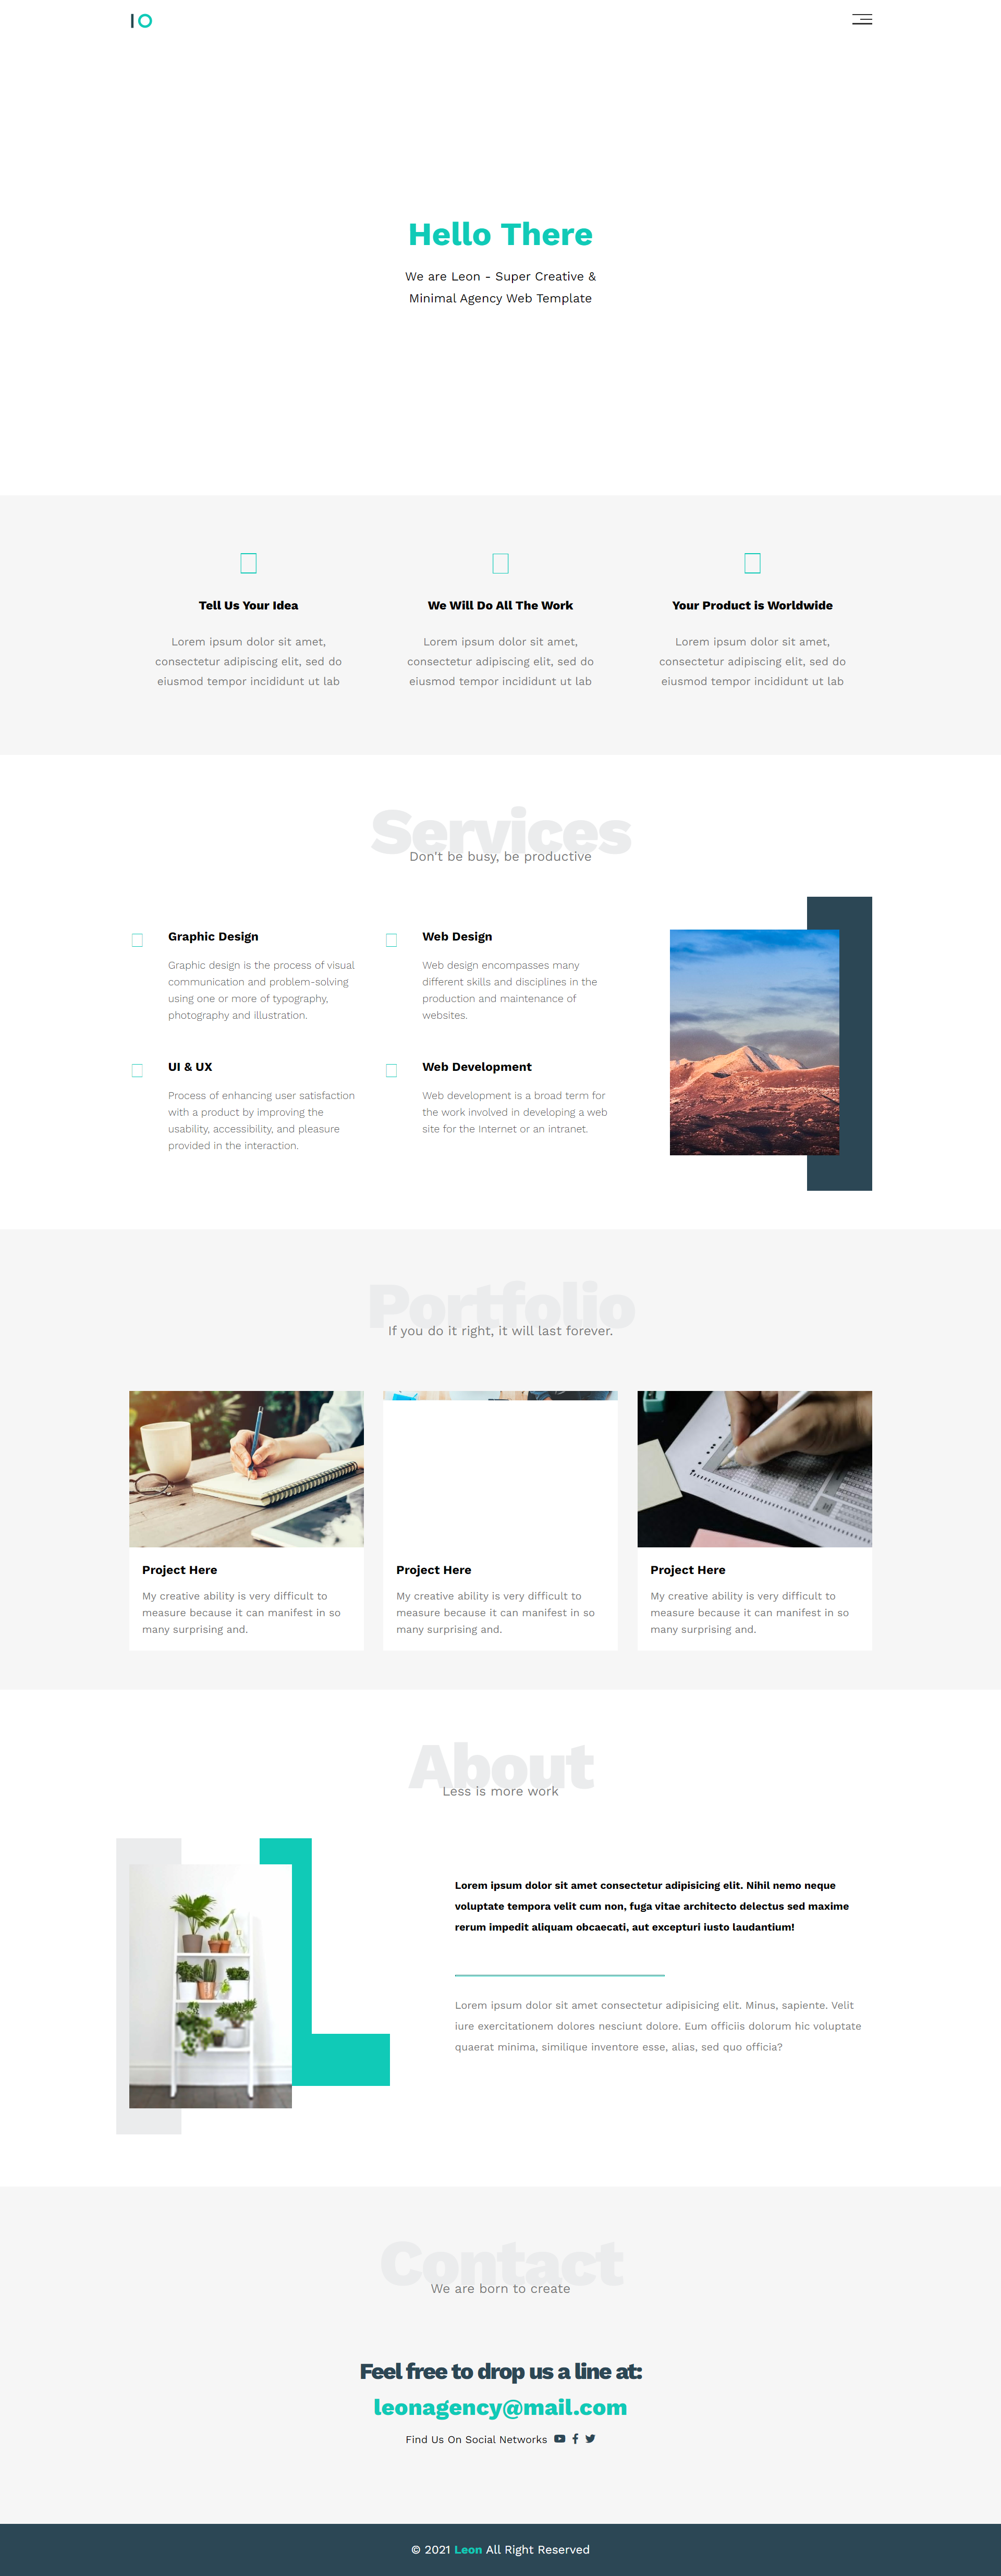 IO
Hello There
We are Leon - Super Creative &
Minimal Agency Web Template
Tell Us Your Idea
Lorem ipsum dolor sit amet,
consectetur adipiscing elit, sed do
eiusmod tempor incididunt ut lab
We Will Do All The Work
Lorem ipsum dolor sit amet,
consectetur adipiscing elit, sed do
eiusmod tempor incididunt ut lab
Your Product is Worldwide
Lorem ipsum dolor sit amet,
consectetur adipiscing elit, sed do
eiusmod tempor incididunt ut lab
Services
Don't be busy, be productive
Graphic Design
Graphic design is the process of visual
communication and problem-solving
using one or more of typography,
photography and illustration.
Web Design
Web design encompasses many
different skills and disciplines in the
production and maintenance of
websites.
UI & UX
Process of enhancing user satisfaction
with a product by improving the
usability, accessibility, and pleasure
provided in the interaction.
Web Development
Web development is a broad term for
the work involved in developing a web
site for the Internet or an intranet.
Portfolio
If you do it right, it will last forever.
Project Here
My creative ability is very difficult to
measure because it can manifest in so
many surprising and.
Project Here
My creative ability is very difficult to
measure because it can manifest in so
many surprising and.
Project Here
My creative ability is very difficult to
measure because it can manifest in so
many surprising and.
About
Less is more work
Lorem ipsum dolor sit amet consectetur adipisicing elit. Nihil nemo neque
voluptate tempora velit cum non, fuga vitae architecto delectus sed maxime
rerum impedit aliquam obcaecati, aut excepturi iusto laudantium!
Lorem ipsum dolor sit amet consectetur adipisicing elit. Minus, sapiente. Velit
iure exercitationem dolores nesciunt dolore. Eum officiis dolorum hic voluptate
quaerat minima, similique inventore esse, alias, sed quo officia?
Contact
We are born to create
Feel free to drop us a line at:
leonagency@mail.com
Find Us On Social Networks
© 2021 Leon All Right Reserved